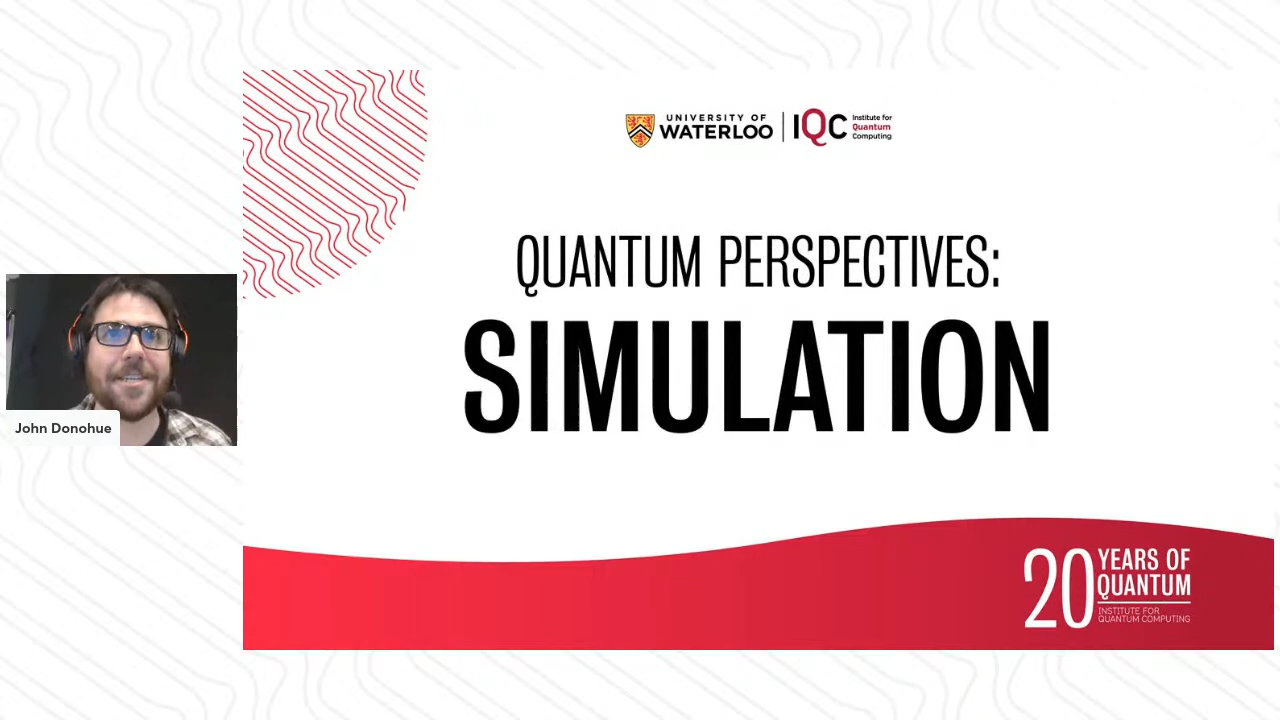 UNIVERSITY OF
WATERLOO
IQC
Institute for
Quantum
Computing
QUANTUM PERSPECTIVES:
SIMULATION
John Donohue
20
YEARS OF
QUANTUM
INSTITUTE FOR
QUANTUM COMPUTING